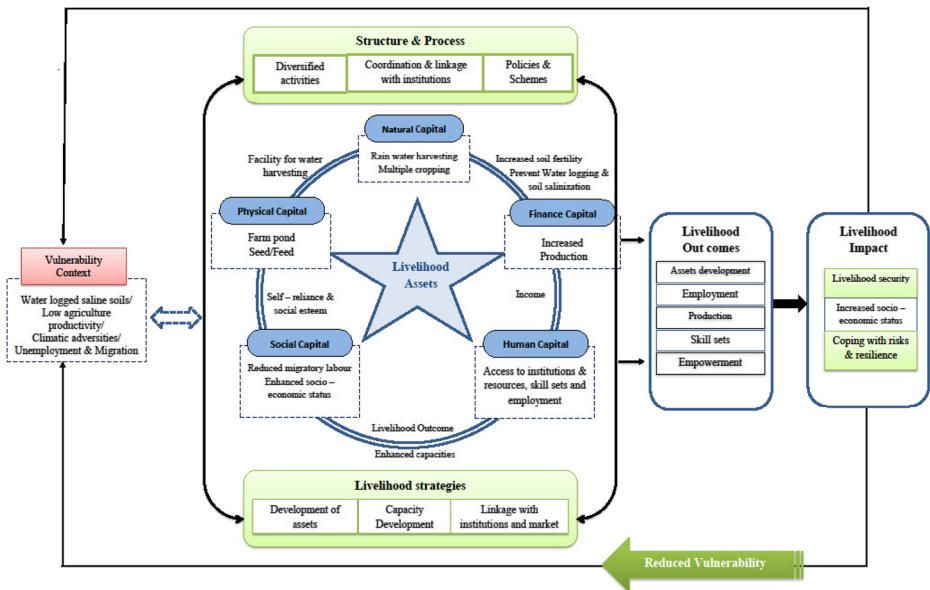 Structure & Process
Diversified
activities
Coordination & linkage
with institutions
Policies &
Schemes
Natural Capital
Rain water harvesting
Multiple cropping
Facility for water
harvesting
Increased soil fertility
Prevent Water logging &
soil salinization
Physical Capital
Farm pond
Seed/Feed
Finance Capital
Increased
Production
Livelihood
Assets
Vulnerability
Context
Water logged saline soils/
Low agriculture
productivity/
Climatic adversities/
Unemployment & Migration
Self – reliance &
social esteem
Income
Social Capital
Reduced migratory labour
Enhanced socio –
economic status
Human Capital
Access to institutions &
resources, skill sets and
employment
Livelihood Outcome
Enhanced capacities
Livelihood
Out comes
Assets development
Employment
Production
Skill sets
Empowerment
Livelihood
Impact
Livelihood security
Increased socio –
economic status
Coping with risks
& resilience
Livelihood strategies
Development of
assets
Capacity
Development
Linkage with
institutions and market
Reduced Vulnerability